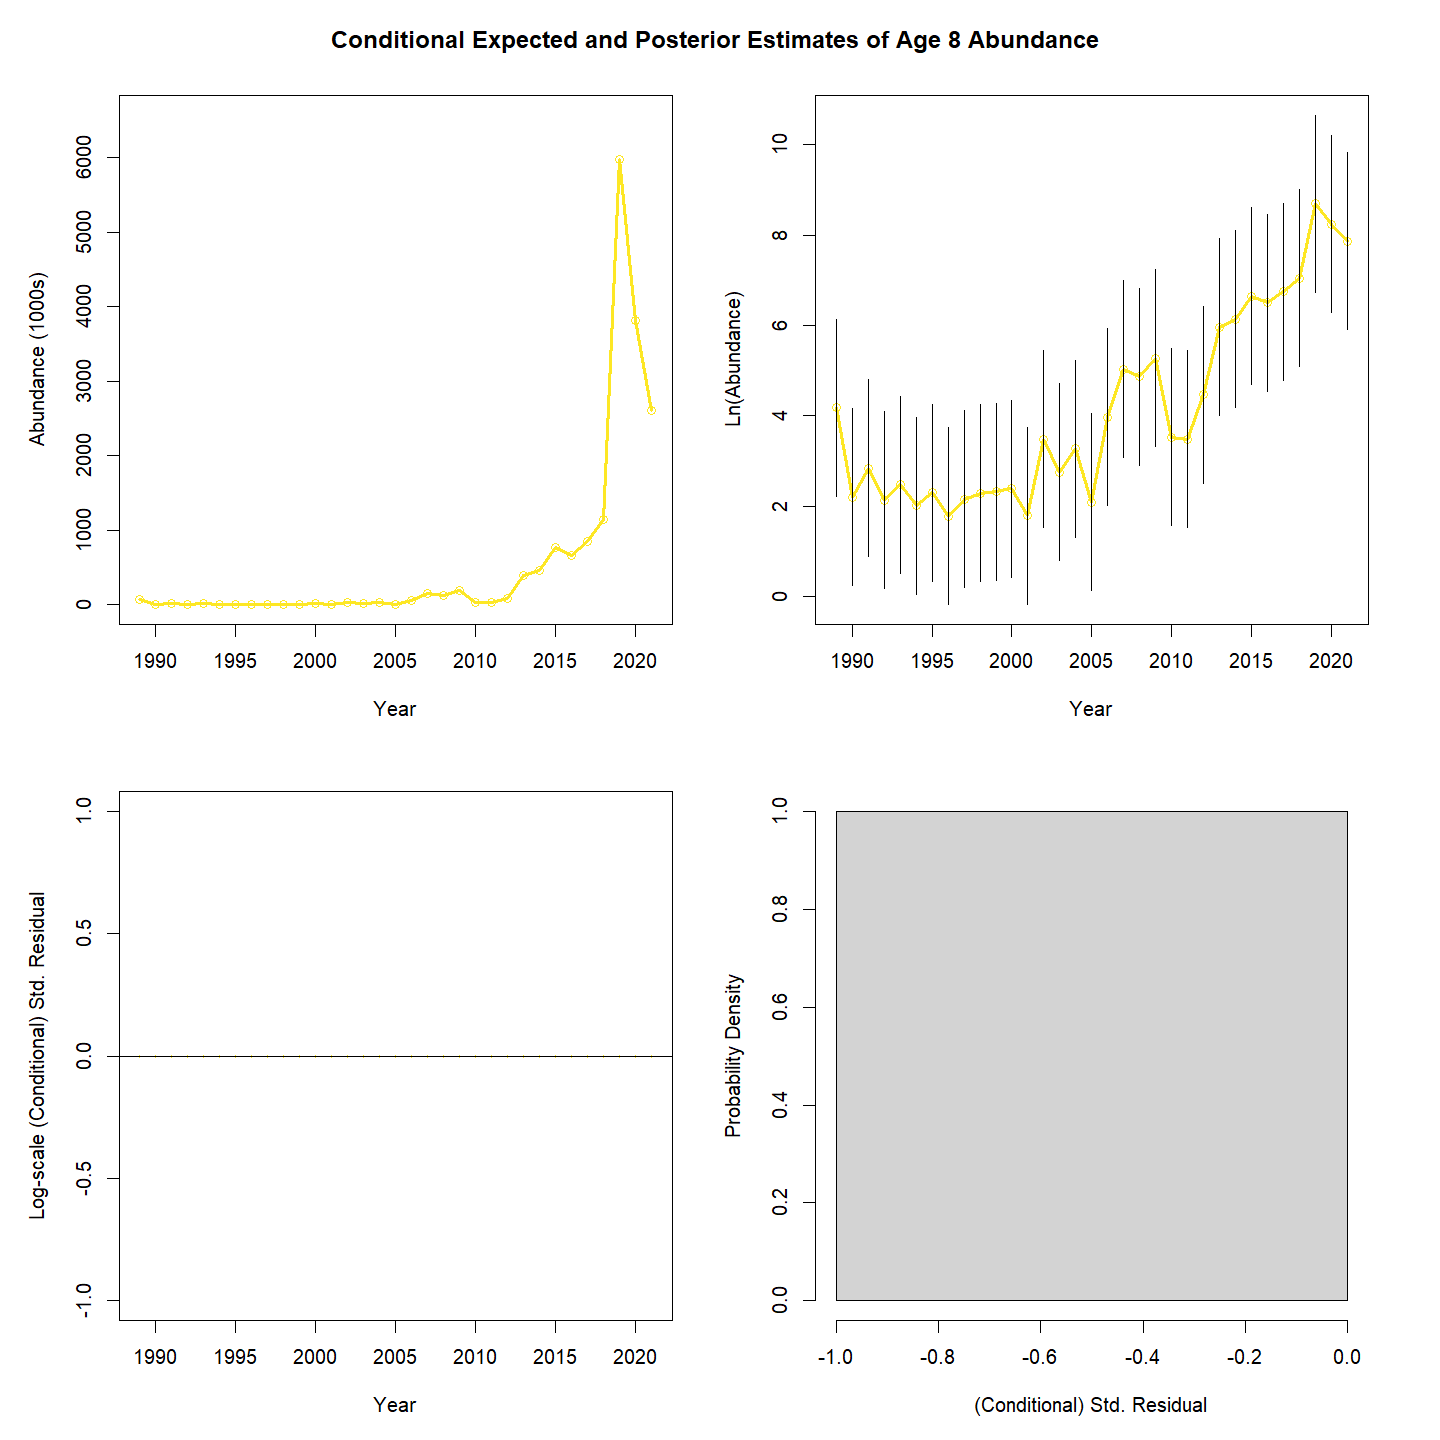 Conditional Expected and Posterior Estimates of Age 8 Abundance
Abundance (1000s)
6000
5000
4000
3000
2000
1000
0
1990 1995 2000 2005 2010 2015 2020
Year
Ln(Abundance)
10
8
6
4
2
0
1990 1995 2000 2005 2010 2015 2020
Year
Log-scale (Conditional) Std. Residual
1.0
0.5
0.0
-0.5
-1.0
1990 1995 2000 2005 2010 2015 2020
Year
Probability Density
1.0
0.8
0.6
0.4
0.2
0.0
-1.0 -0.8 -0.6 -0.4 -0.2 0.0
(Conditional) Std. Residual